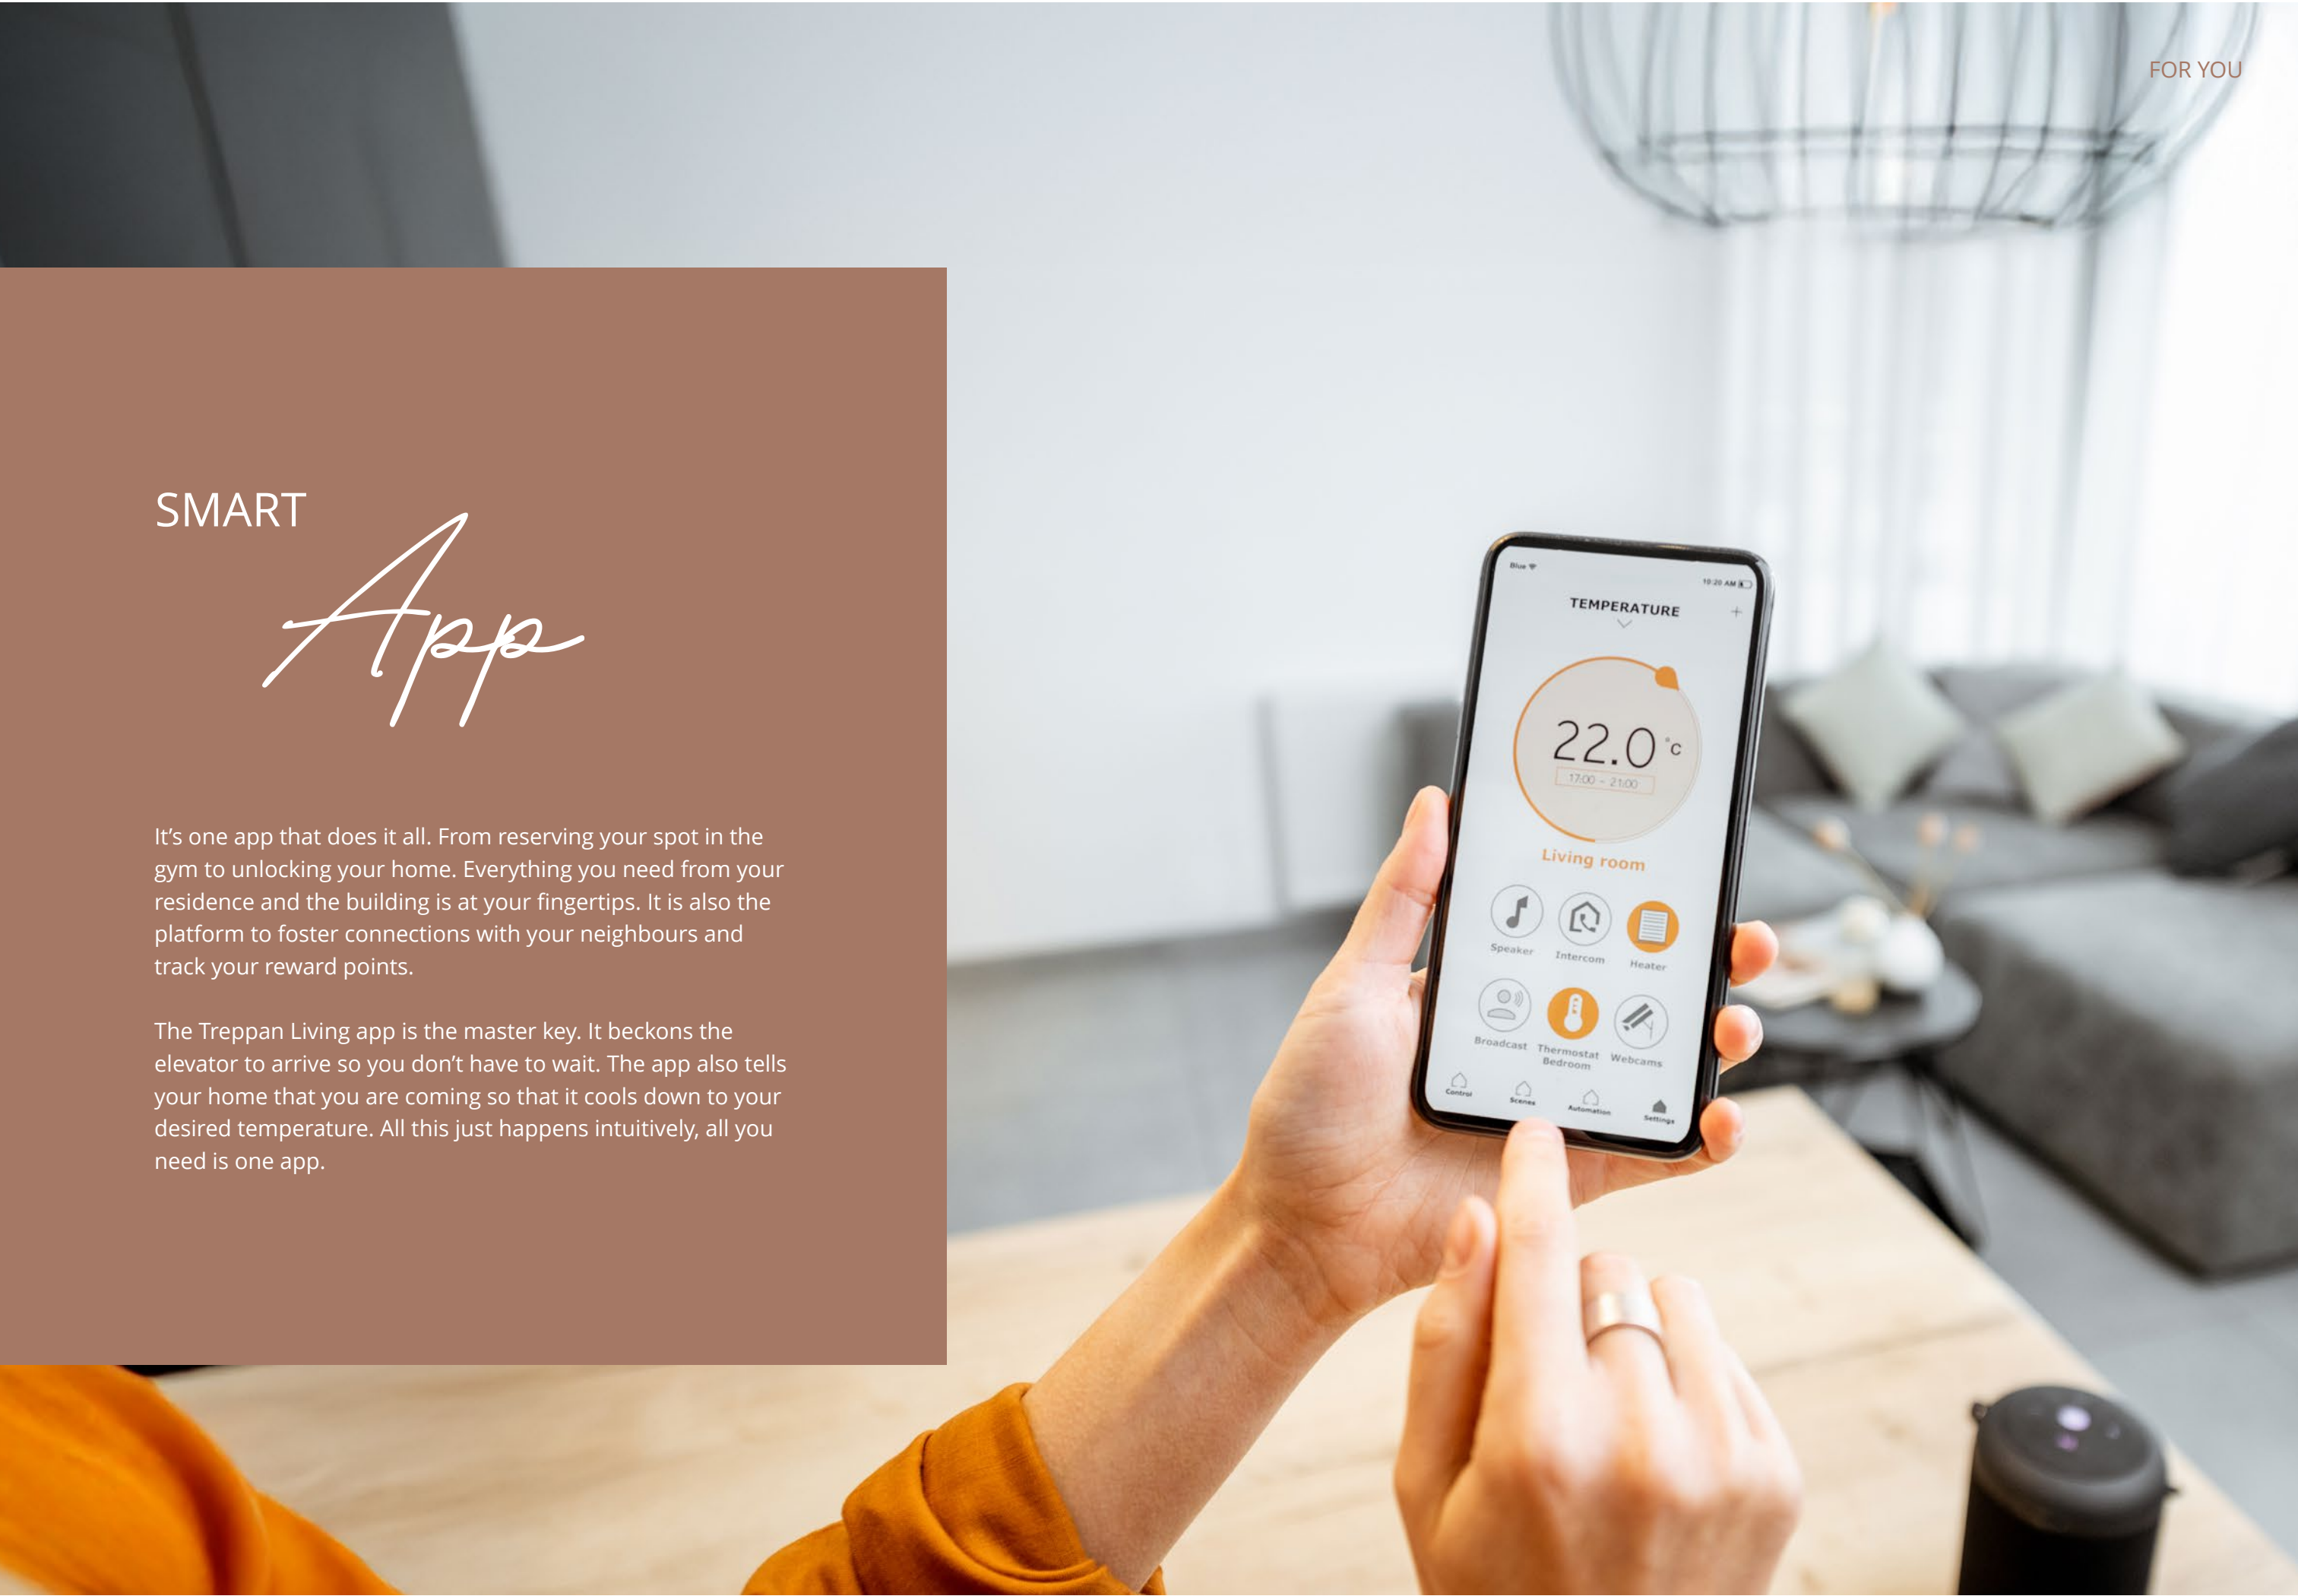 FOR YOU
SMART
App
It’s one app that does it all. From reserving your spot in the
gym to unlocking your home. Everything you need from your
residence and the building is at your fingertips. It is also the
platform to foster connections with your neighbours and
track your reward points.
The Treppan Living app is the master key. It beckons the
elevator to arrive so you don’t have to wait. The app also tells
your home that you are coming so that it cools down to your
desired temperature. All this just happens intuitively, all you
need is one app.
Blue
10:20 AM
TEMPERATURE
+
22.0 °C
17:00 – 21:00
Living room
Speaker Intercom Heater
Broadcast Thermostat Webcams
Bedroom
Control Scenes Automation Settings